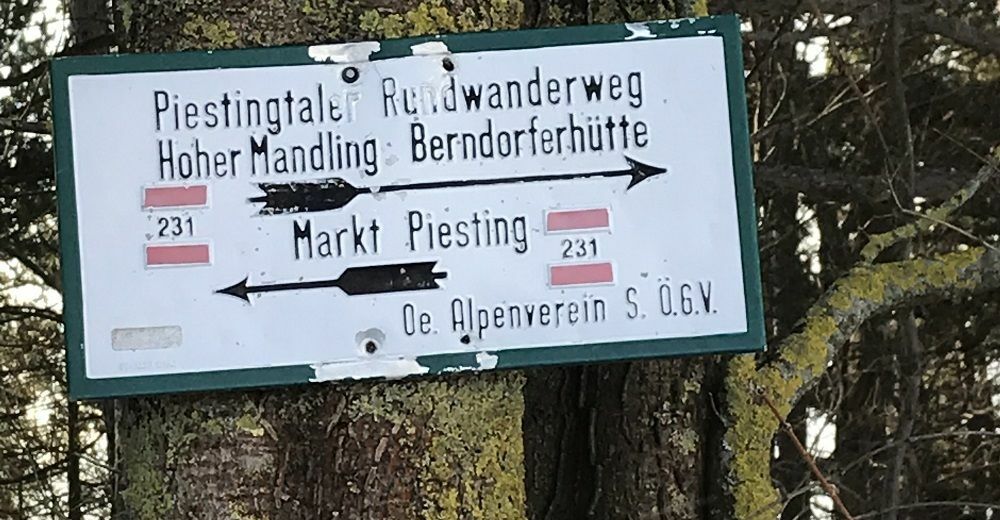 Piestingtaler Rundwanderweg
Hoher Mandling Berndorferhütte
231
Markt Piesting
231
Oe. Alpenverein S. Ö.G.V.